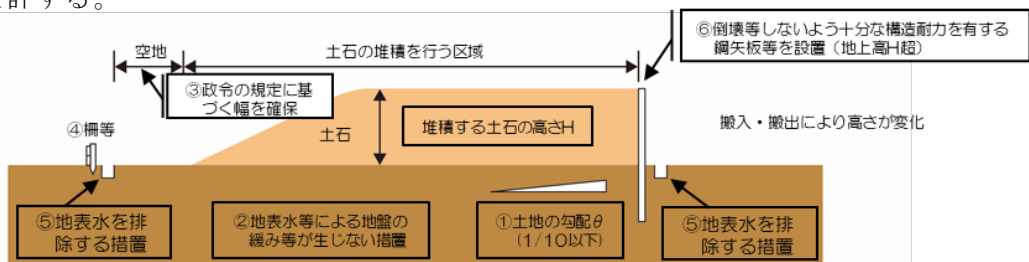 計する。
⑥倒壊等しないよう十分な構造耐力を有する
鋼矢板等を設置（地上高H超）
空地
土石の堆積を行う区域
③政令の規定に基
づく幅を確保
④柵等
土石
堆積する土石の高さH
搬入・搬出により高さが変化
⑤地表水を排
除する措置
②地表水等による地盤の
緩み等が生じない措置
①土地の勾配θ
(1/10以下)
⑤地表水を排
除する措置